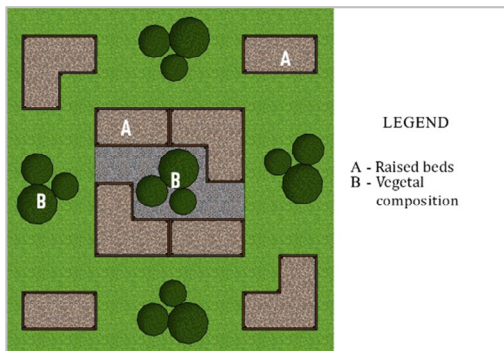 A
A
B
B
LEGEND
A - Raised beds
B - Vegetal
composition